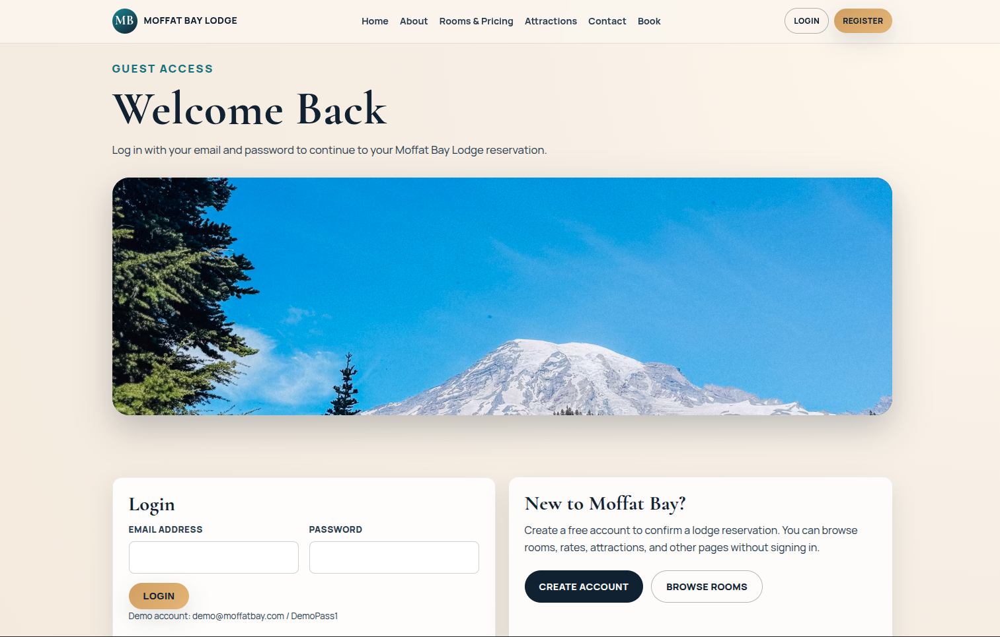 MB MOFFAT BAY LODGE
Home About Rooms & Pricing Attractions Contact Book
LOGIN REGISTER
GUEST ACCESS
Welcome Back
Log in with your email and password to continue to your Moffat Bay Lodge reservation.
Login
EMAIL ADDRESS PASSWORD
LOGIN
Demo account: demo@moffatbay.com / DemoPass1
New to Moffat Bay?
Create a free account to confirm a lodge reservation. You can browse
rooms, rates, attractions, and other pages without signing in.
CREATE ACCOUNT BROWSE ROOMS